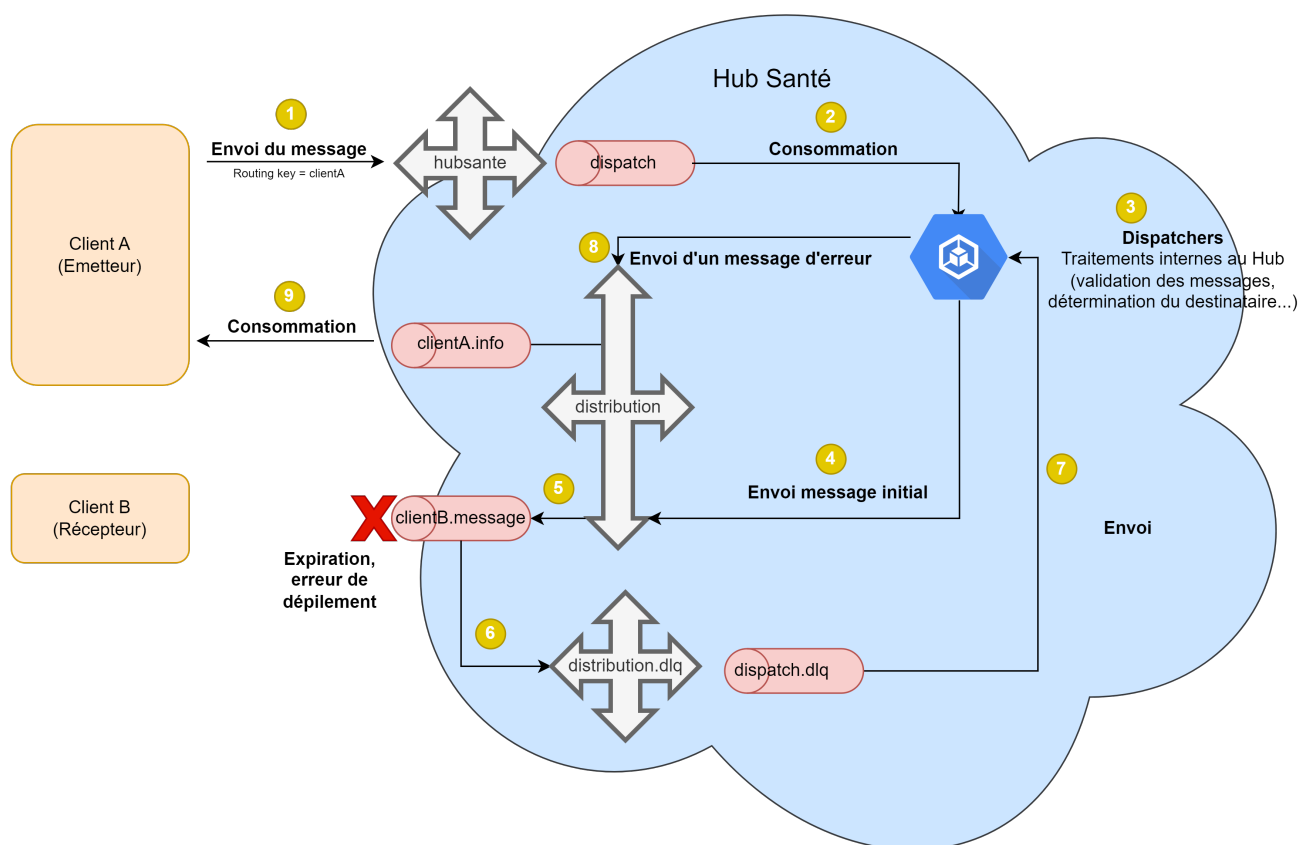 Hub Santé
1
Envoi du message
Routing key = clientA
hubsante
dispatch
2
Consommation
Client A
(Emetteur)
3
Dispatchers
Traitements internes au Hub
(validation des messages,
détermination du destinataire...)
8
Envoi d'un message d'erreur
9
Consommation
clientA.info
distribution
4
Envoi message initial
5
7
Client B
(Récepteur)
clientB.message
Envoi
Expiration,
erreur de
dépilement
6
distribution.dlq
dispatch.dlq